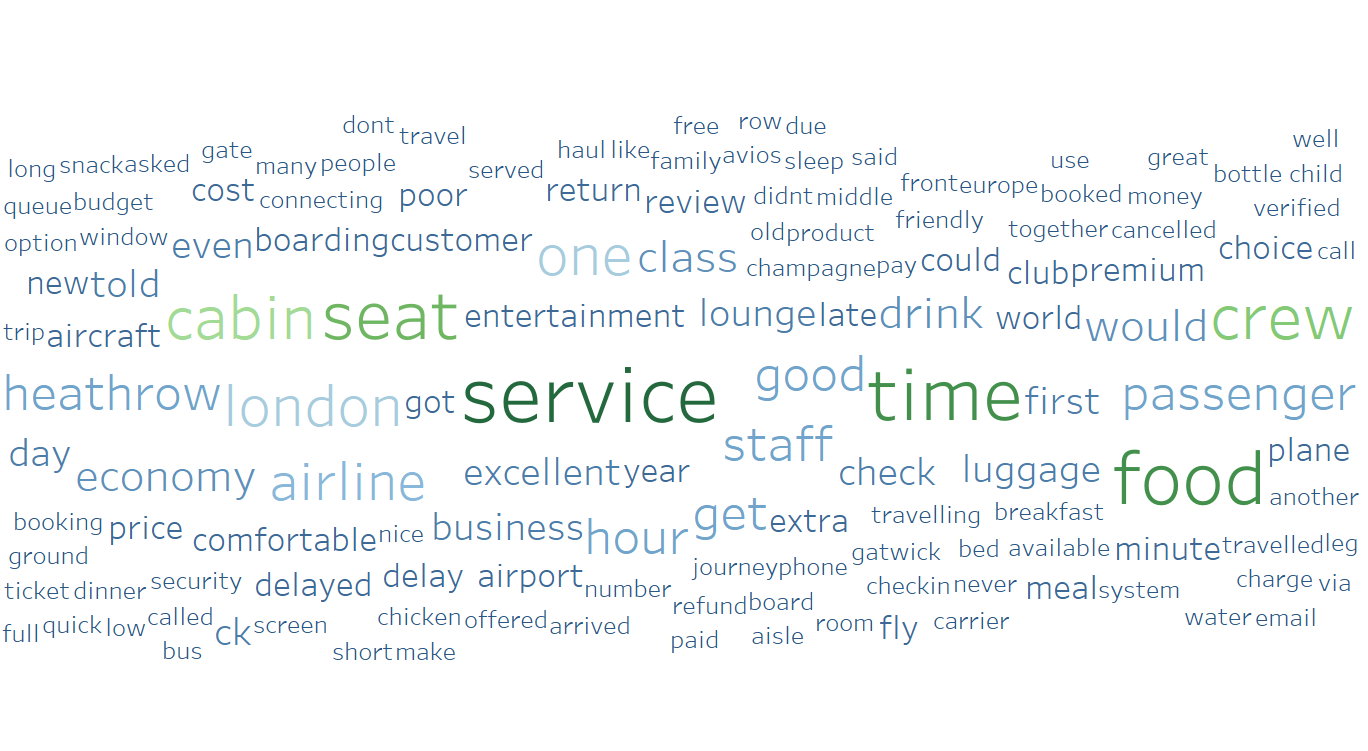 dont travel free row due
well
long snack asked gate many people served haul like family avios sleep said use great bottle child
queue budget cost connecting poor return review didnt middle front europe booked money verified
option window even boarding customer one class old product friendly together cancelled choice call
new told champagne pay could club premium
trip aircraft cabin seat entertainment lounge late drink world would crew
heathrow london got service good time first passenger
day economy airline excellent year staff check luggage food plane another
booking price comfortable nice business hour get extra travelling breakfast
ground journey phone gatwick bed available minute travelled leg
ticket dinner security delayed delay airport number checkin never meal system charge via
full quick low called ck screen chicken offered arrived refund board room fly carrier water email
bus short make paid aisle